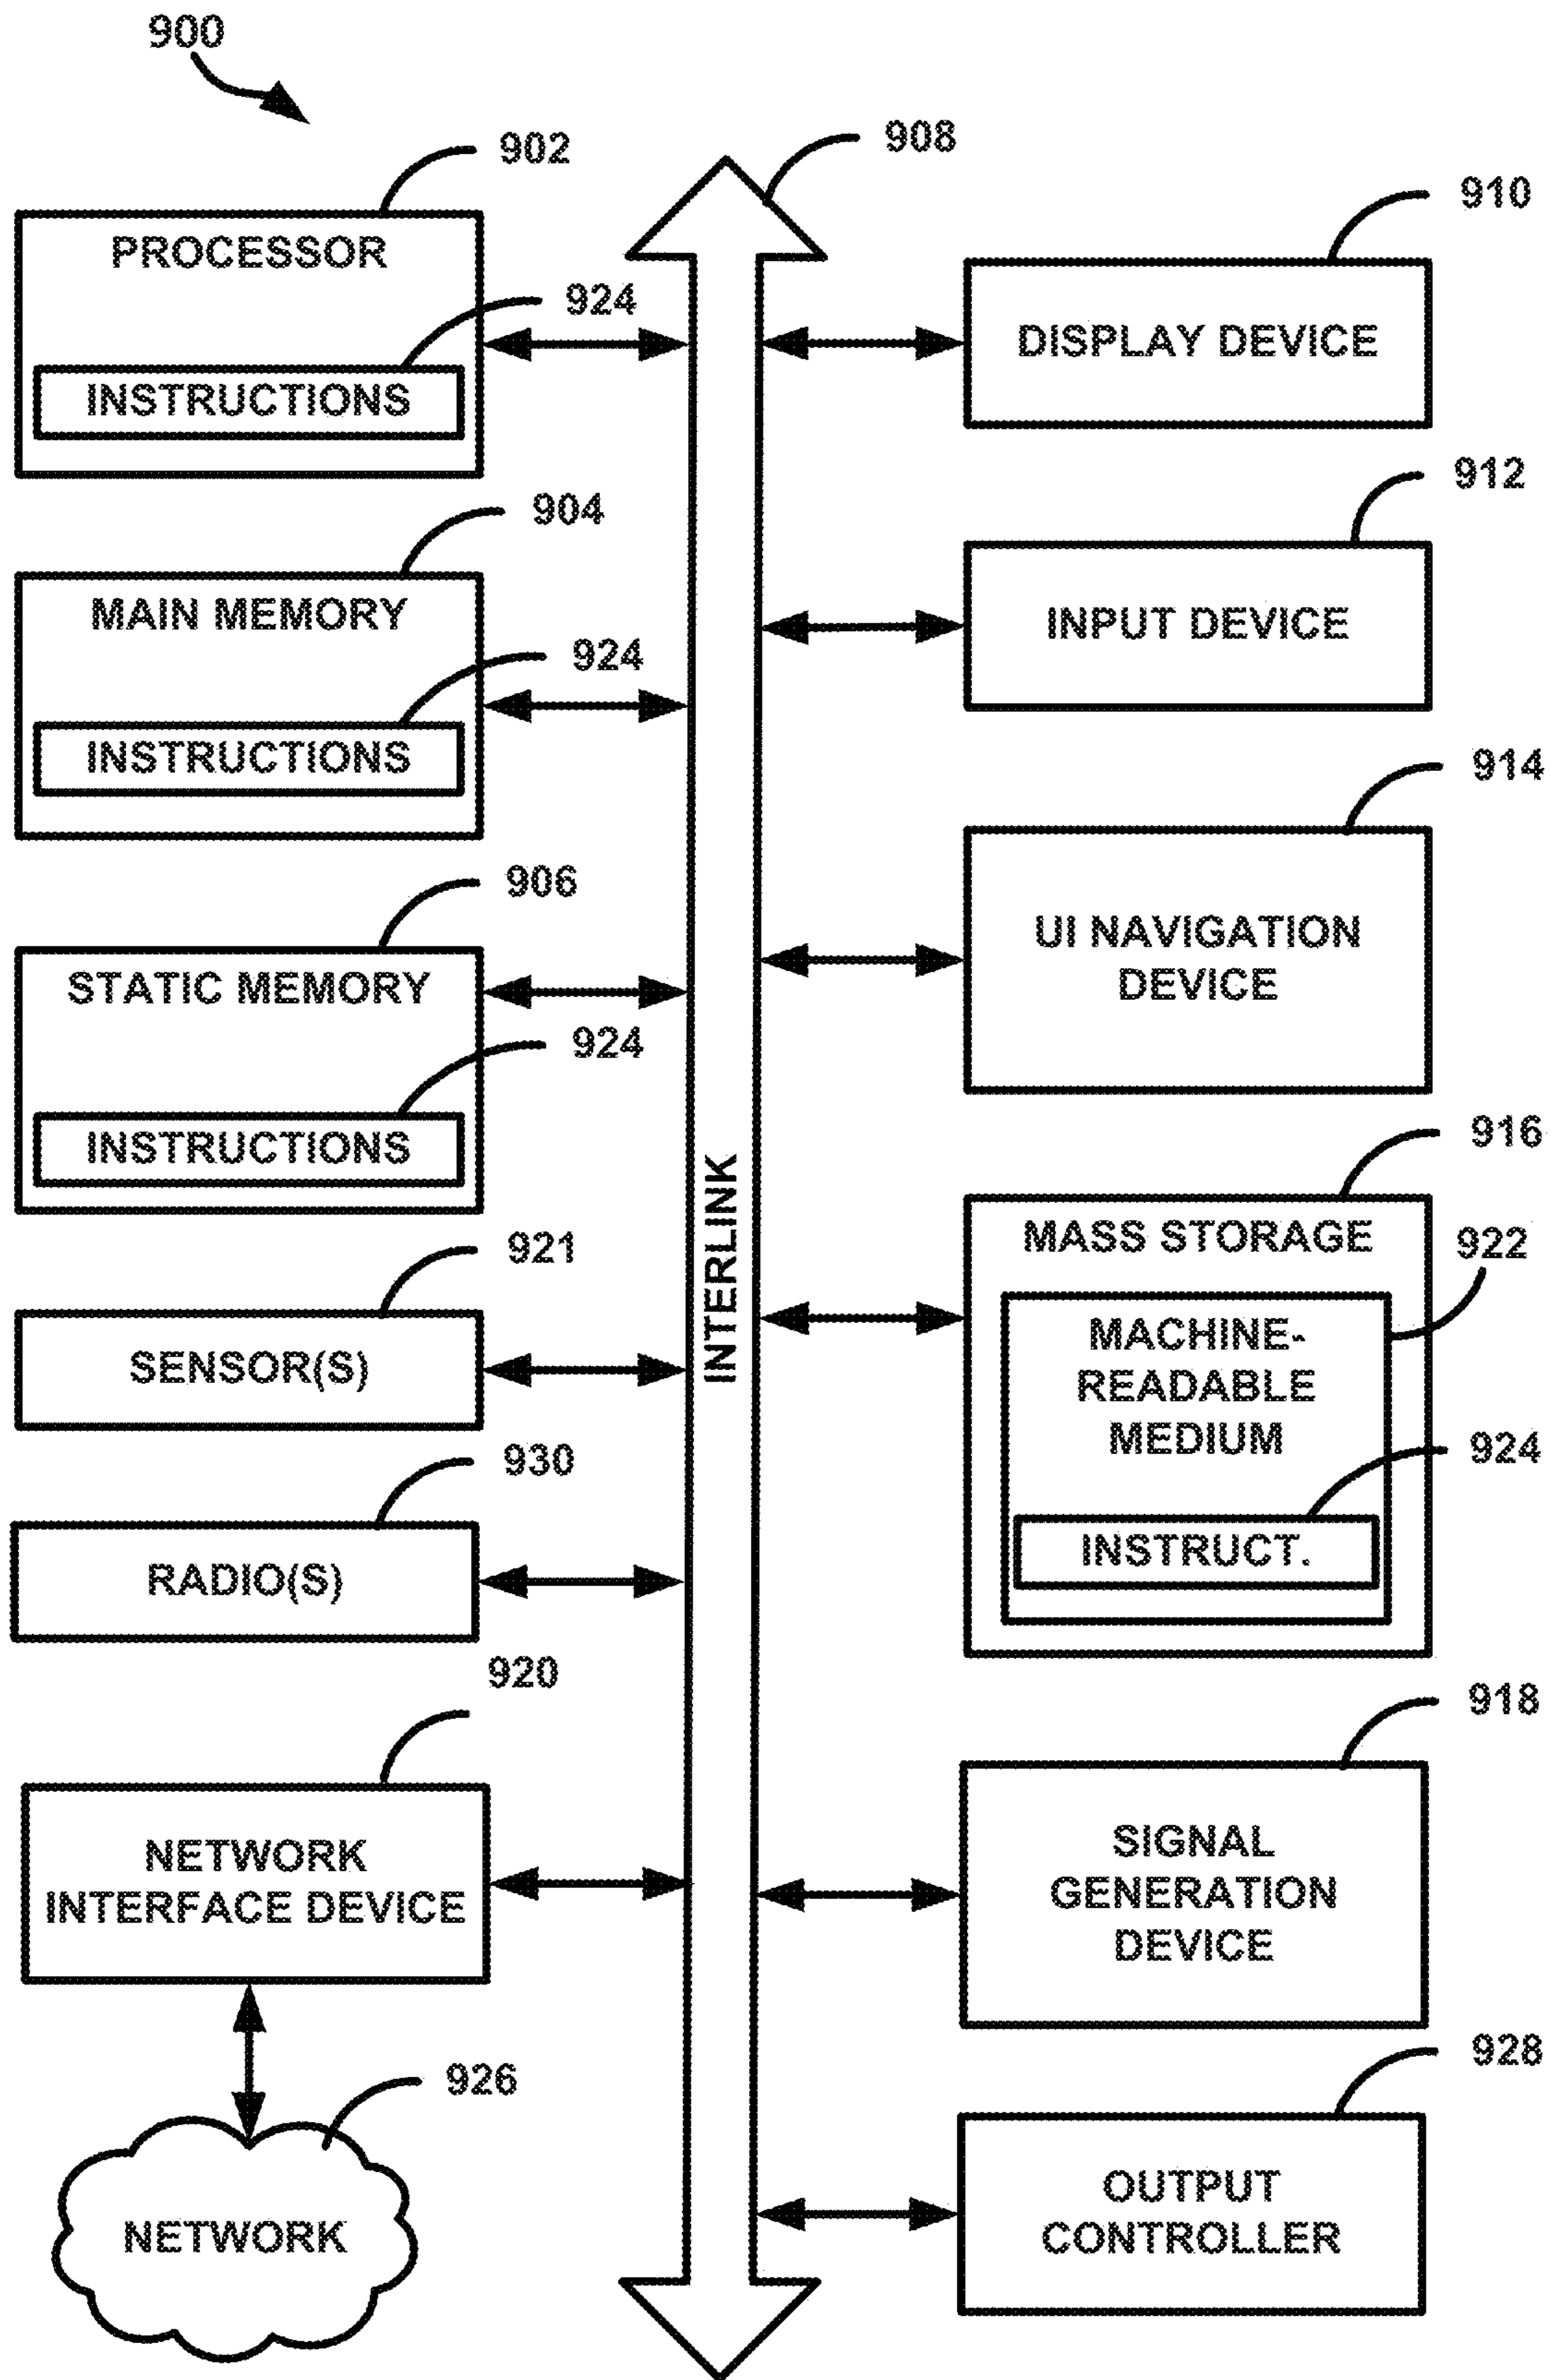 900
902
PROCESSOR
924
INSTRUCTIONS
904
MAIN MEMORY
924
INSTRUCTIONS
906
STATIC MEMORY
924
INSTRUCTIONS
921
SENSOR(S)
930
RADIO(S)
920
NETWORK
INTERFACE DEVICE
926
NETWORK
908
INTERLINK
910
DISPLAY DEVICE
912
INPUT DEVICE
914
UI NAVIGATION
DEVICE
916
MASS STORAGE
922
MACHINE-
READABLE
MEDIUM
924
INSTRUCT.
918
SIGNAL
GENERATION
DEVICE
928
OUTPUT
CONTROLLER